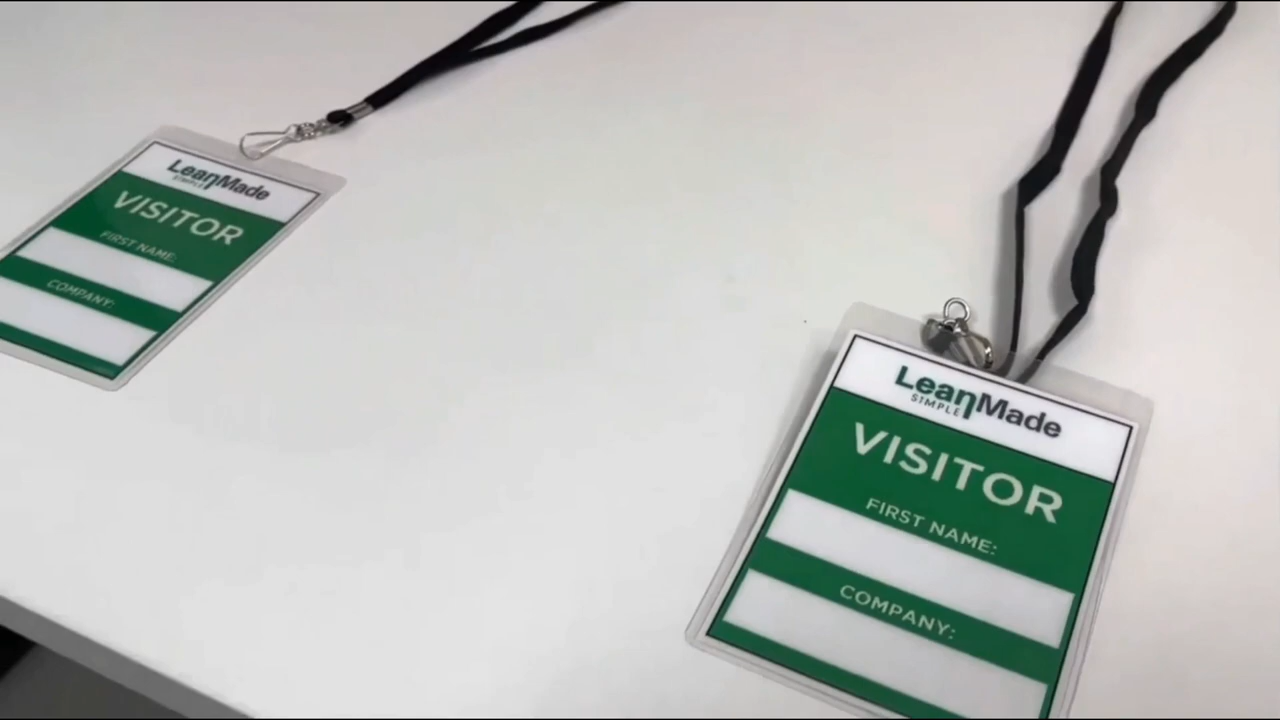 LeanMade
SIMPLE
VISITOR
FIRST NAME:
COMPANY:
LeanMade
SIMPLE
VISITOR
FIRST NAME:
COMPANY: